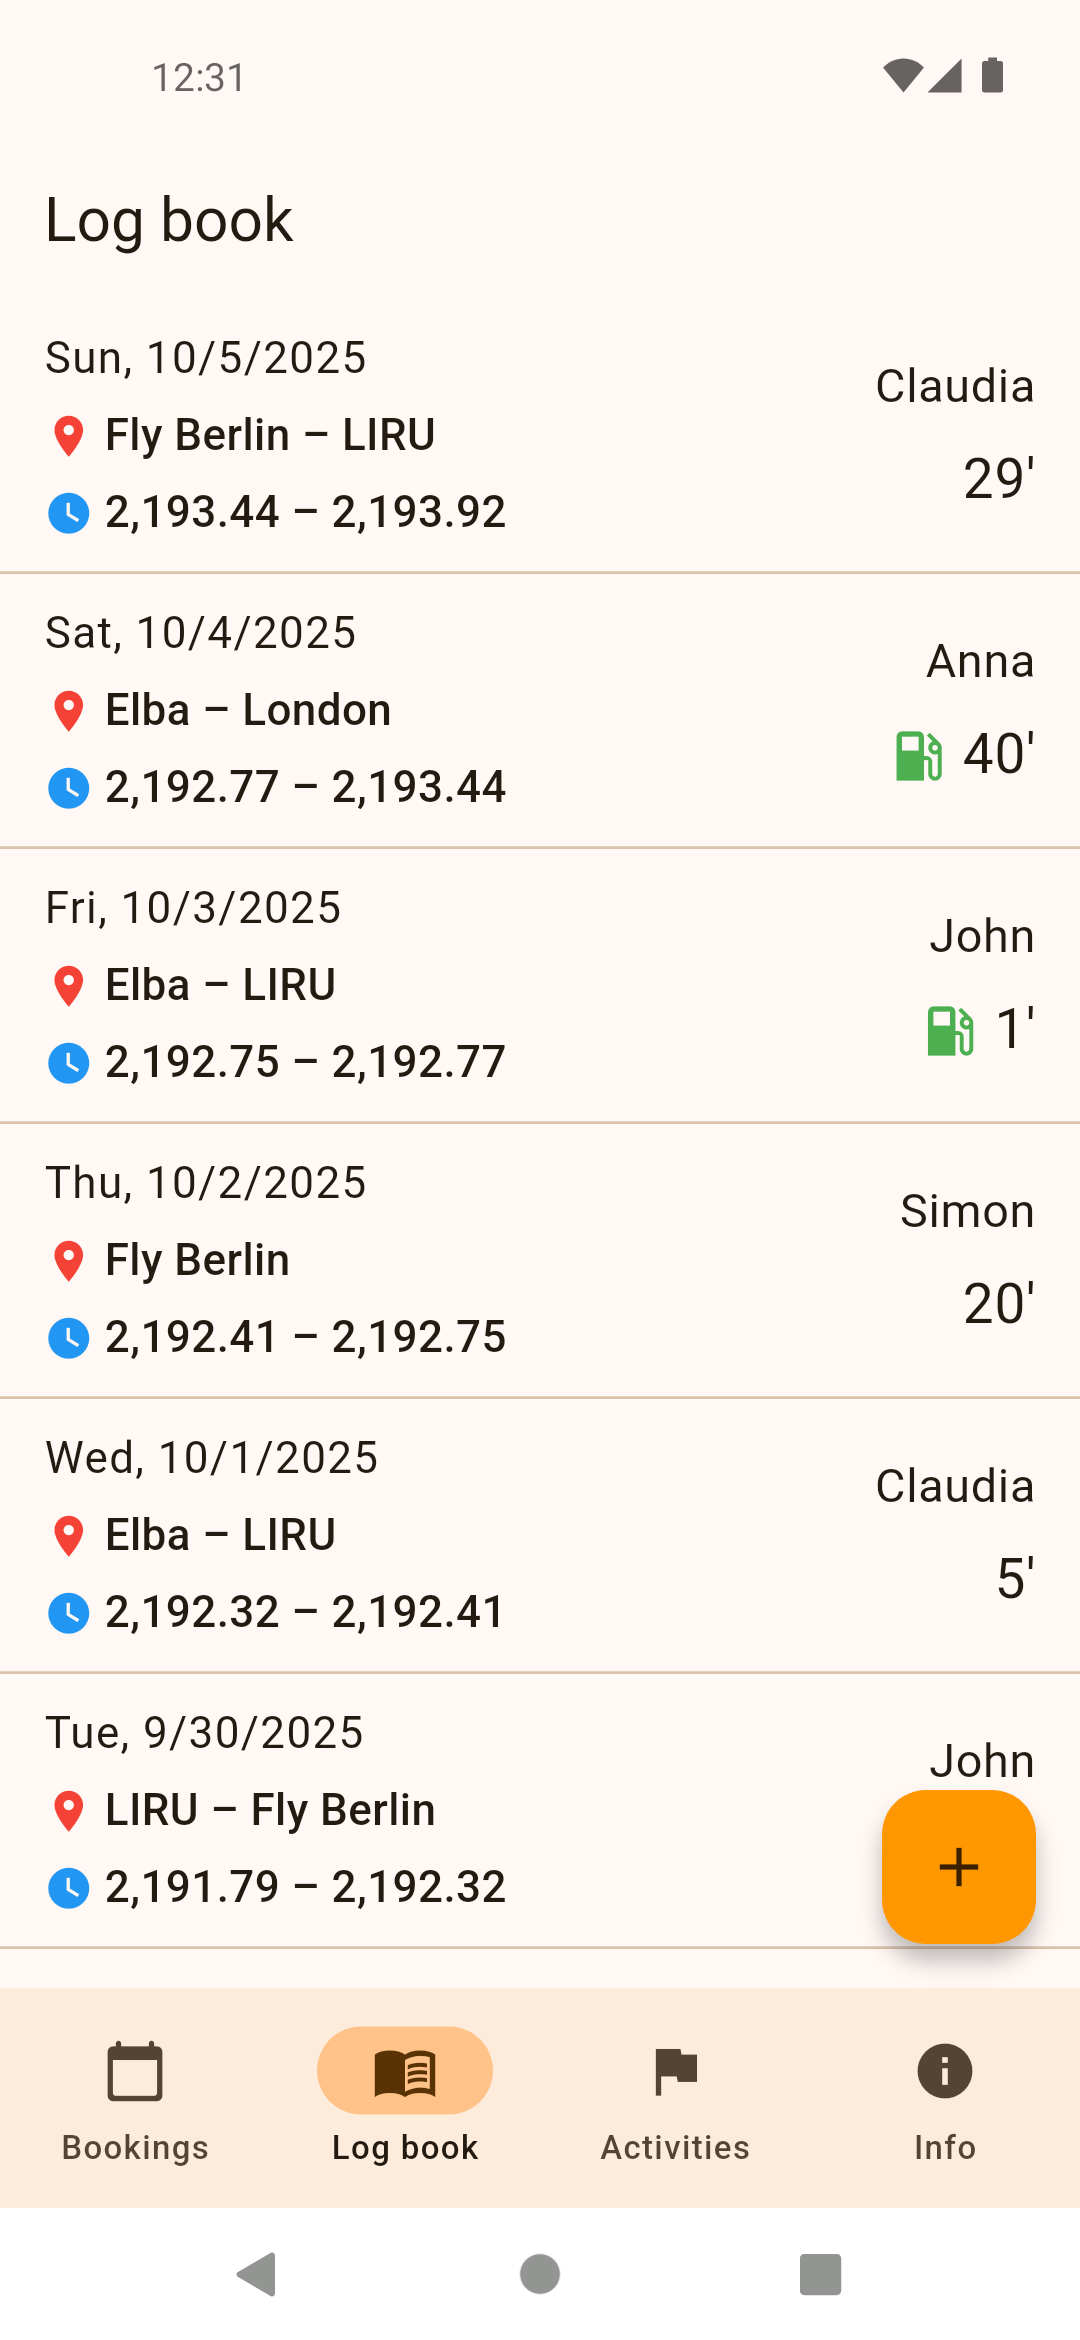 12:31
Log book
Sun, 10/5/2025
Claudia
Fly Berlin – LIRU
29'
2,193.44 – 2,193.92
Sat, 10/4/2025
Anna
Elba – London
40'
2,192.77 – 2,193.44
Fri, 10/3/2025
John
Elba – LIRU
1'
2,192.75 – 2,192.77
Thu, 10/2/2025
Simon
Fly Berlin
20'
2,192.41 – 2,192.75
Wed, 10/1/2025
Claudia
Elba – LIRU
5'
2,192.32 – 2,192.41
Tue, 9/30/2025
John
LIRU – Fly Berlin
2,191.79 – 2,192.32
Bookings
Log book
Activities
Info